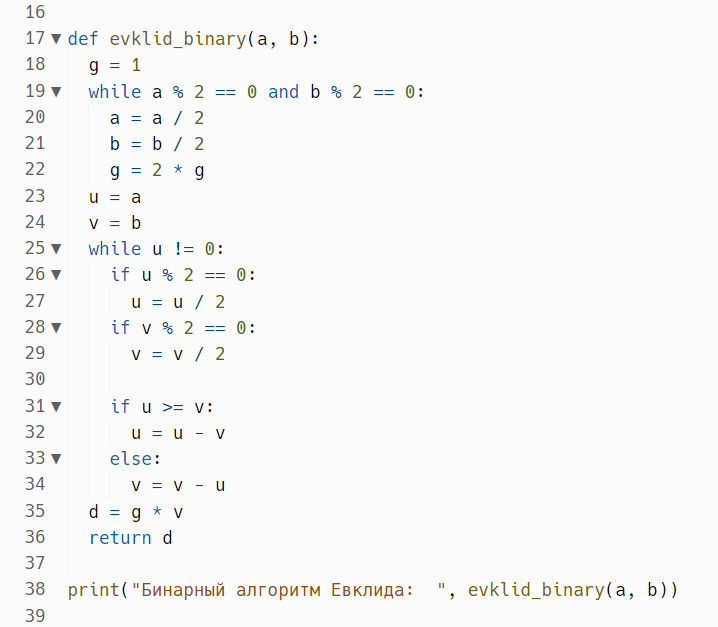 16
17 ▼ def evklid_binary(a, b):
18   g = 1
19 ▼   while a % 2 == 0 and b % 2 == 0:
20     a = a / 2
21     b = b / 2
22     g = 2 * g
23   u = a
24   v = b
25 ▼   while u != 0:
26 ▼     if u % 2 == 0:
27       u = u / 2
28 ▼     if v % 2 == 0:
29       v = v / 2
30
31 ▼     if u >= v:
32       u = u - v
33 ▼     else:
34       v = v - u
35   d = g * v
36   return d
37
38 print("Бинарный алгоритм Евклида:  ", evklid_binary(a, b))
39